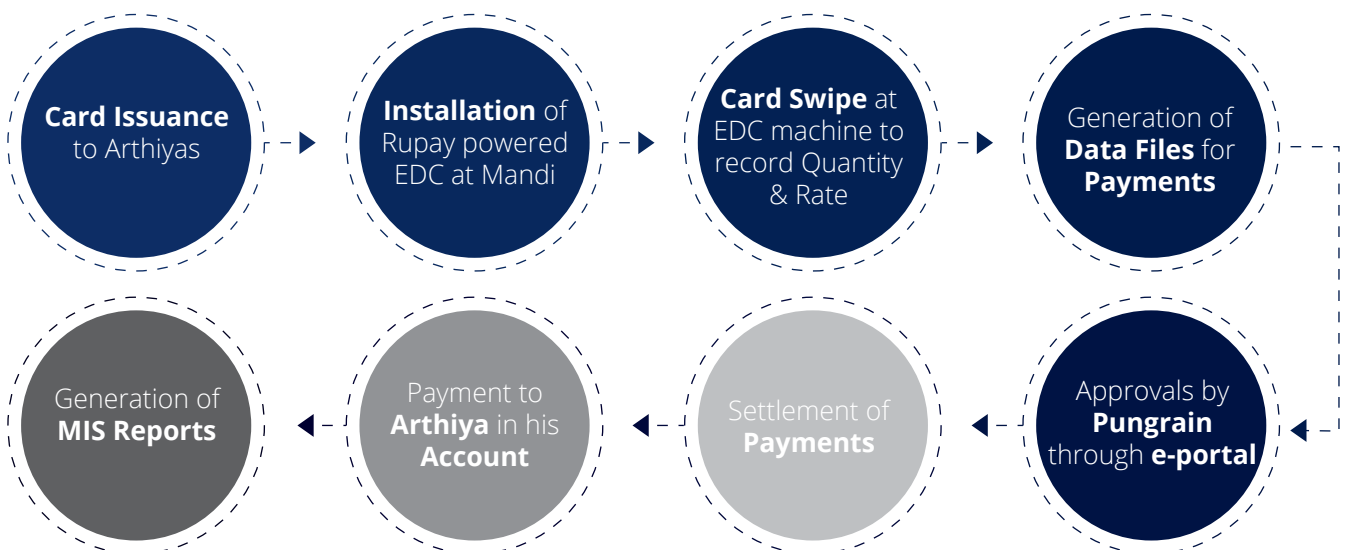 Card Issuance
to Arthiyas
Installation of
Rupay powered
EDC at Mandi
Card Swipe at
EDC machine to
record Quantity
& Rate
Generation of
Data Files for
Payments
Approvals by
Pungrain
through e-portal
Settlement of
Payments
Payment to
Arthiya in his
Account
Generation of
MIS Reports